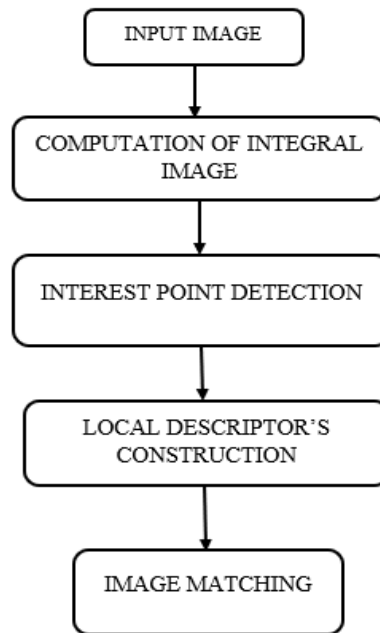 INPUT IMAGE
COMPUTATION OF INTEGRAL
IMAGE
INTEREST POINT DETECTION
LOCAL DESCRIPTOR’S
CONSTRUCTION
IMAGE MATCHING